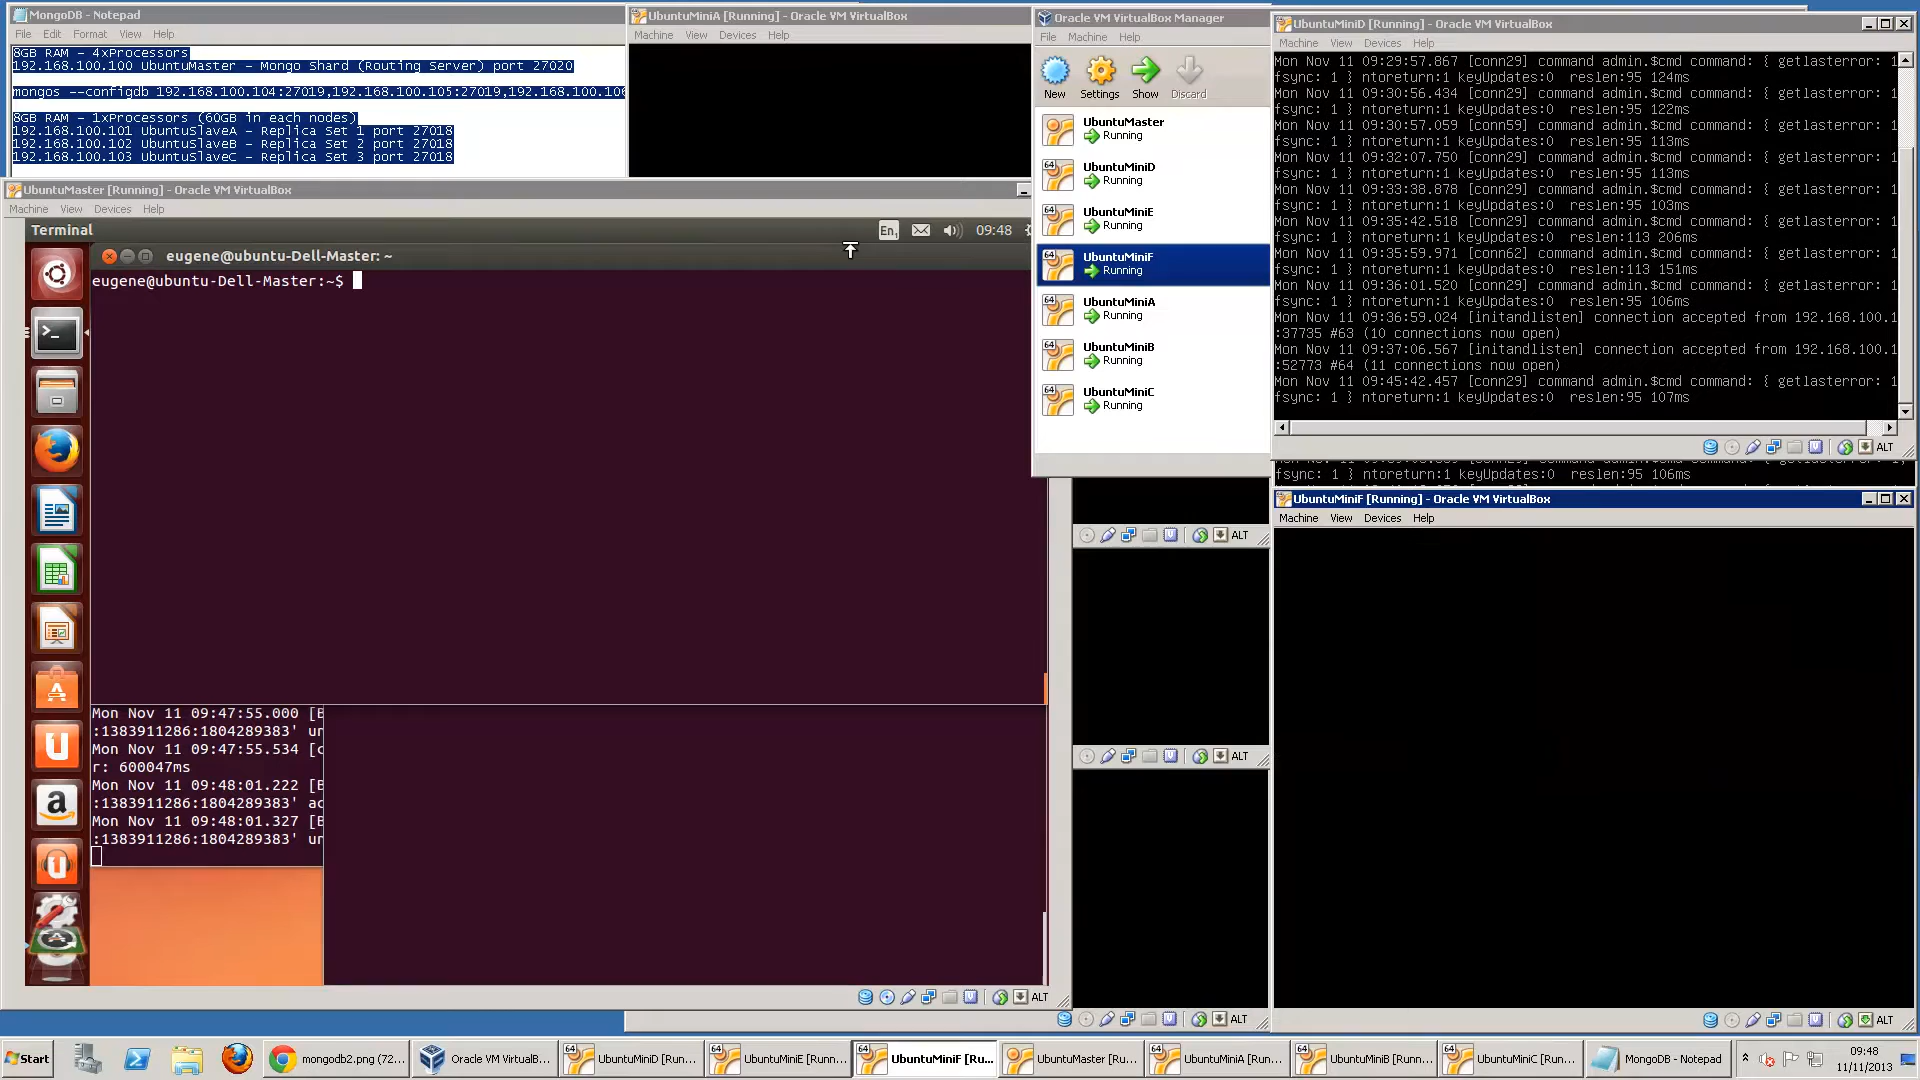 MongoDB - Notepad
File Edit Format View Help
8GB RAM - 4xProcessors
192.168.100.100 UbuntuMaster - Mongo Shard (Routing Server) port 27020
mongos --configdb 192.168.100.104:27019,192.168.100.105:27019,192.168.100.106
8GB RAM - 1xProcessors (60GB in each nodes)
192.168.100.101 UbuntuSlaveA - Replica Set 1 port 27018
192.168.100.102 UbuntuSlaveB - Replica Set 2 port 27018
192.168.100.103 UbuntuSlaveC - Replica Set 3 port 27018
UbuntuMiniA [Running] - Oracle VM VirtualBox
Machine View Devices Help
UbuntuMaster [Running] - Oracle VM VirtualBox
Machine View Devices Help
Terminal
En1 09:48
eugene@ubuntu-Dell-Master: ~
eugene@ubuntu-Dell-Master:~$
Mon Nov 11 09:47:55.000 [B
:1383911286:1804289383' un
Mon Nov 11 09:47:55.534 [c
r: 600047ms
Mon Nov 11 09:48:01.222 [B
:1383911286:1804289383' ac
Mon Nov 11 09:48:01.327 [B
:1383911286:1804289383' un
ALT
Oracle VM VirtualBox Manager
File Machine Help
New Settings Show Discard
UbuntuMaster
Running
64 UbuntuMiniD
Running
64 UbuntuMiniE
Running
64 UbuntuMiniF
Running
64 UbuntuMiniA
Running
64 UbuntuMiniB
Running
64 UbuntuMiniC
Running
ALT
ALT
ALT
UbuntuMiniD [Running] - Oracle VM VirtualBox
Machine View Devices Help
Mon Nov 11 09:29:57.867 [conn29] command admin.$cmd command: { getlasterror: 1
fsync: 1 } ntoreturn:1 keyUpdates:0 reslen:95 124ms
Mon Nov 11 09:30:56.434 [conn29] command admin.$cmd command: { getlasterror: 1
fsync: 1 } ntoreturn:1 keyUpdates:0 reslen:95 122ms
Mon Nov 11 09:30:57.059 [conn59] command admin.$cmd command: { getlasterror: 1
fsync: 1 } ntoreturn:1 keyUpdates:0 reslen:95 113ms
Mon Nov 11 09:32:07.750 [conn29] command admin.$cmd command: { getlasterror: 1
fsync: 1 } ntoreturn:1 keyUpdates:0 reslen:95 113ms
Mon Nov 11 09:33:38.878 [conn29] command admin.$cmd command: { getlasterror: 1
fsync: 1 } ntoreturn:1 keyUpdates:0 reslen:95 103ms
Mon Nov 11 09:35:42.518 [conn29] command admin.$cmd command: { getlasterror: 1
fsync: 1 } ntoreturn:1 keyUpdates:0 reslen:113 206ms
Mon Nov 11 09:35:59.971 [conn62] command admin.$cmd command: { getlasterror: 1
fsync: 1 } ntoreturn:1 keyUpdates:0 reslen:113 151ms
Mon Nov 11 09:36:01.520 [conn29] command admin.$cmd command: { getlasterror: 1
fsync: 1 } ntoreturn:1 keyUpdates:0 reslen:95 106ms
Mon Nov 11 09:36:59.024 [initandlisten] connection accepted from 192.168.100.1
:37735 #63 (10 connections now open)
Mon Nov 11 09:37:06.567 [initandlisten] connection accepted from 192.168.100.1
:52773 #64 (11 connections now open)
Mon Nov 11 09:45:42.457 [conn29] command admin.$cmd command: { getlasterror: 1
fsync: 1 } ntoreturn:1 keyUpdates:0 reslen:95 107ms
ALT
fsync: 1 } ntoreturn:1 keyUpdates:0 reslen:95 106ms
UbuntuMiniF [Running] - Oracle VM VirtualBox
Machine View Devices Help
ALT
Start mongodb2.png (72... Oracle VM VirtualB... UbuntuMiniD [Run... UbuntuMiniE [Runn... UbuntuMiniF [Ru... UbuntuMaster [Ru... UbuntuMiniA [Runn... UbuntuMiniB [Runn... UbuntuMiniC [Run... MongoDB - Notepad 09:48
11/11/2013